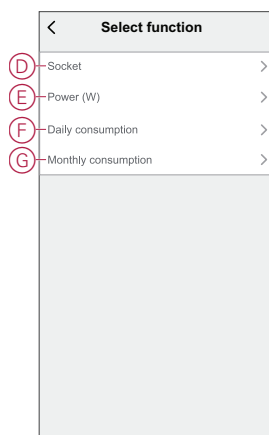 Select function
D Socket
E Power (W)
F Daily consumption
G Monthly consumption